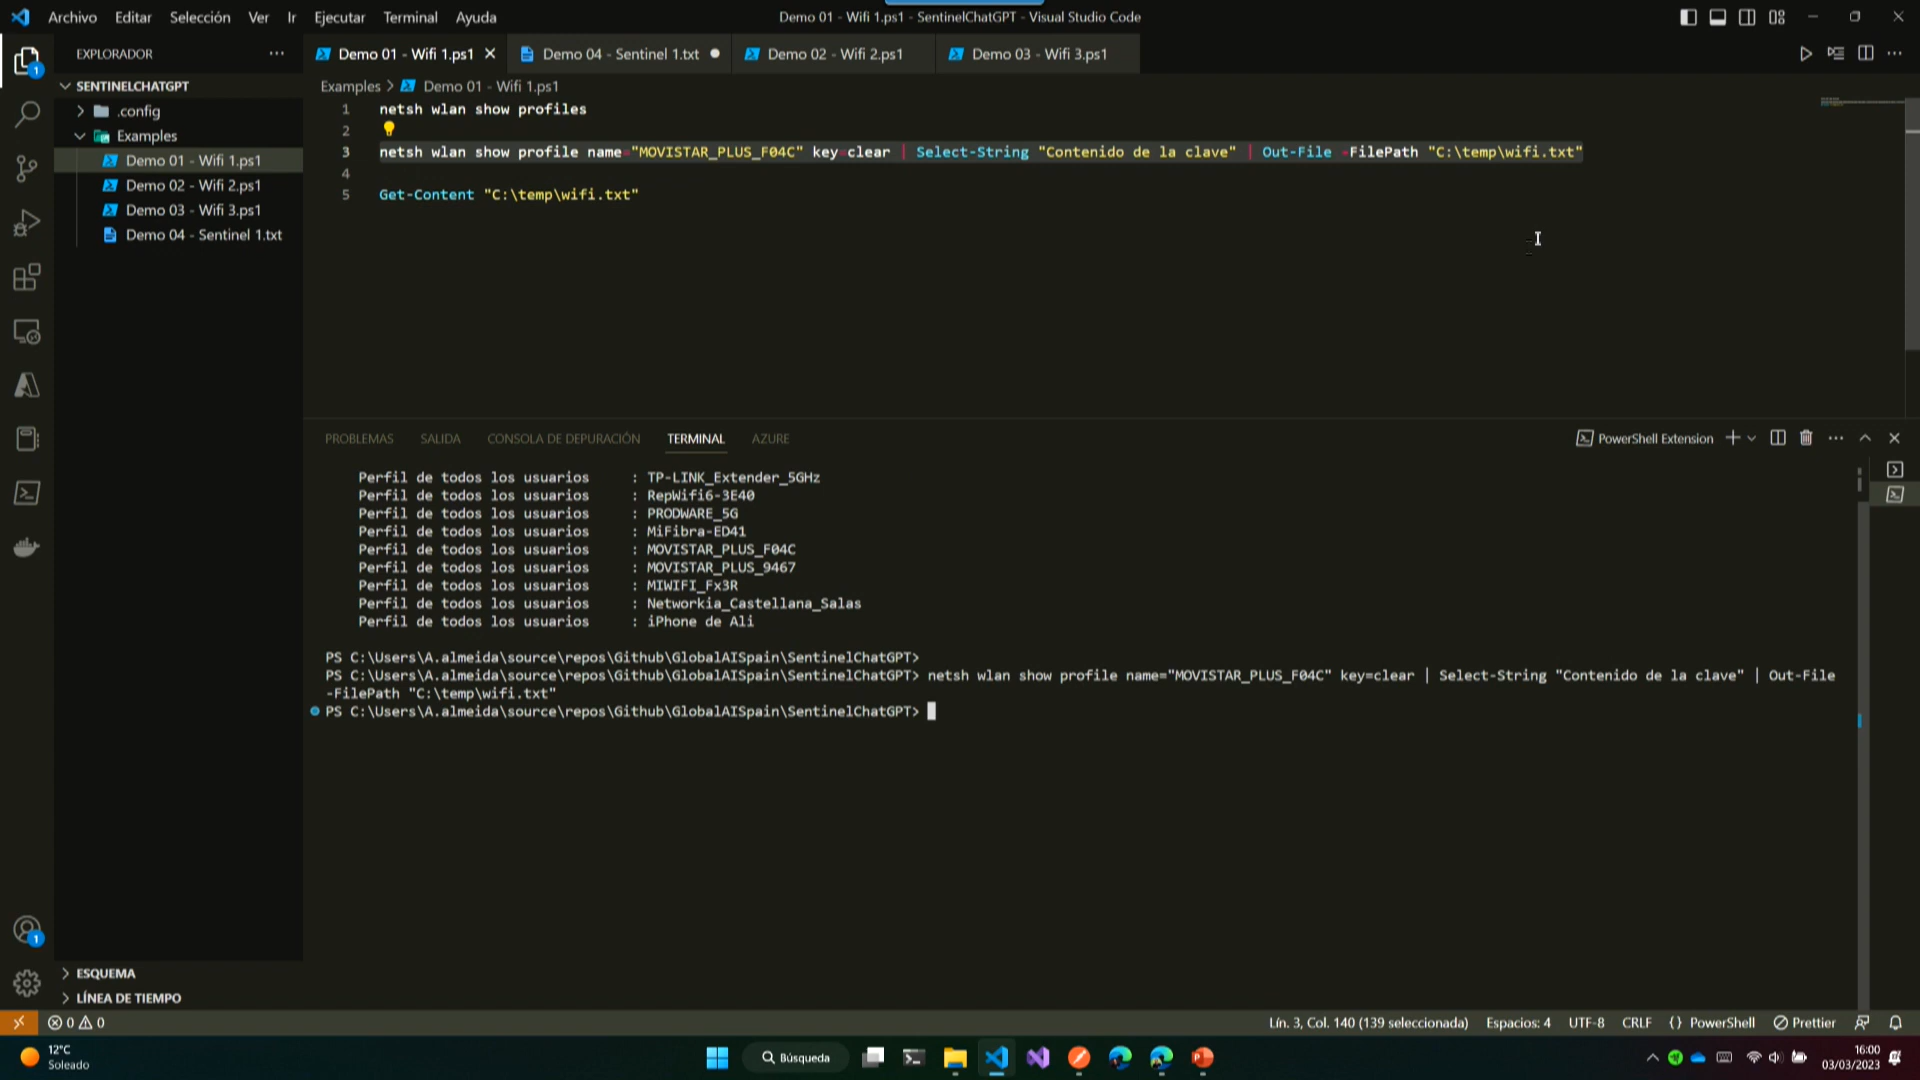 Archivo Editar Selección Ver Ir Ejecutar Terminal Ayuda
Demo 01 - Wifi 1.ps1 - SentinelChatGPT - Visual Studio Code
EXPLORADOR
Demo 01 - Wifi 1.ps1
Demo 04 - Sentinel 1.txt
Demo 02 - Wifi 2.ps1
Demo 03 - Wifi 3.ps1
1
SENTINELCHATGPT
.config
Examples
Demo 01 - Wifi 1.ps1
Demo 02 - Wifi 2.ps1
Demo 03 - Wifi 3.ps1
Demo 04 - Sentinel 1.txt
Examples > Demo 01 - Wifi 1.ps1
1 netsh wlan show profiles
2
3 netsh wlan show profile name="MOVISTAR_PLUS_F04C" key=clear | Select-String "Contenido de la clave" | Out-File -FilePath "C:\temp\wifi.txt"
4
5 Get-Content "C:\temp\wifi.txt"
PROBLEMAS SALIDA CONSOLA DE DEPURACIÓN TERMINAL AZURE
PowerShell Extension
Perfil de todos los usuarios : TP-LINK_Extender_5GHz
Perfil de todos los usuarios : RepWifi6-3E40
Perfil de todos los usuarios : PRODWARE_5G
Perfil de todos los usuarios : MiFibra-ED41
Perfil de todos los usuarios : MOVISTAR_PLUS_F04C
Perfil de todos los usuarios : MOVISTAR_PLUS_9467
Perfil de todos los usuarios : MIWIFI_Fx3R
Perfil de todos los usuarios : Networkia_Castellana_Salas
Perfil de todos los usuarios : iPhone de Ali
PS C:\Users\A.almeida\source\repos\Github\GlobalAISpain\SentinelChatGPT>
PS C:\Users\A.almeida\source\repos\Github\GlobalAISpain\SentinelChatGPT> netsh wlan show profile name="MOVISTAR_PLUS_F04C" key=clear | Select-String "Contenido de la clave" | Out-File
-FilePath "C:\temp\wifi.txt"
PS C:\Users\A.almeida\source\repos\Github\GlobalAISpain\SentinelChatGPT>
1
ESQUEMA
LÍNEA DE TIEMPO
0 0
Lín. 3, Col. 140 (139 seleccionada) Espacios: 4 UTF-8 CRLF {} PowerShell Prettier
12°C
Soleado
Búsqueda
16:00
03/03/2023